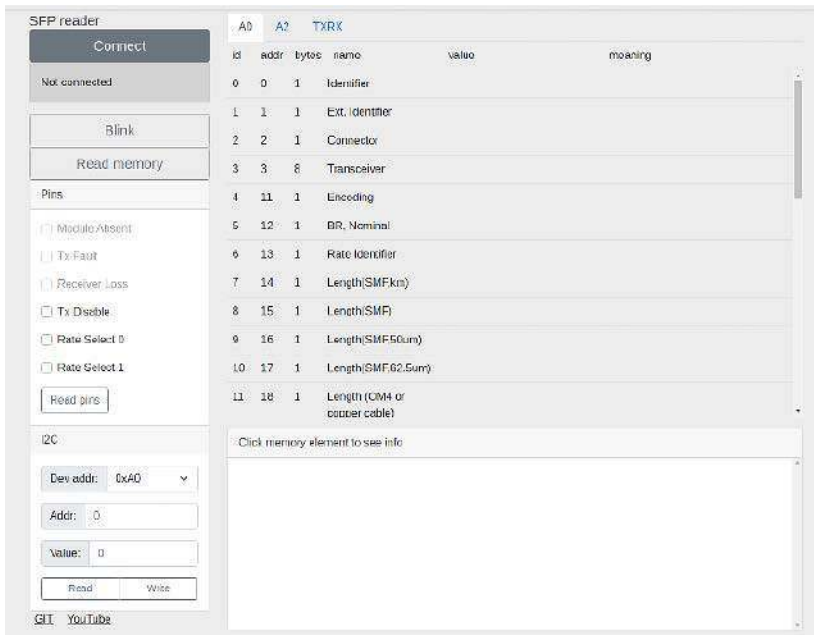 SFP reader
Connect
Not connected
Blink
Read memory
Pins
Module Absent
Tx Fault
Receiver Loss
Tx Disable
Rate Select 0
Rate Select 1
Read pins
I2C
Dev addr: 0xA0
Addr: 0
Value: 0
Read Write
GIT YouTube
A0 A2 TXRX
id addr bytes name value meaning
0 0 1 Identifier
1 1 1 Ext. Identifier
2 2 1 Connector
3 3 8 Transceiver
4 11 1 Encoding
5 12 1 BR, Nominal
6 13 1 Rate Identifier
7 14 1 Length(SMF,km)
8 15 1 Length(SMF)
9 16 1 Length(SMF,50um)
10 17 1 Length(SMF,62.5um)
11 18 1 Length (OM4 or
copper cable)
Click memory element to see info